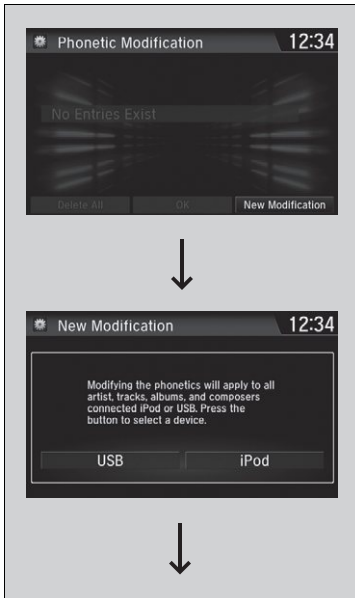 Phonetic Modification 12:34
No Entries Exist
Delete All OK New Modification
New Modification 12:34
Modifying the phonetics will apply to all
artist, tracks, albums, and composers
connected iPod or USB. Press the
button to select a device.
USB iPod